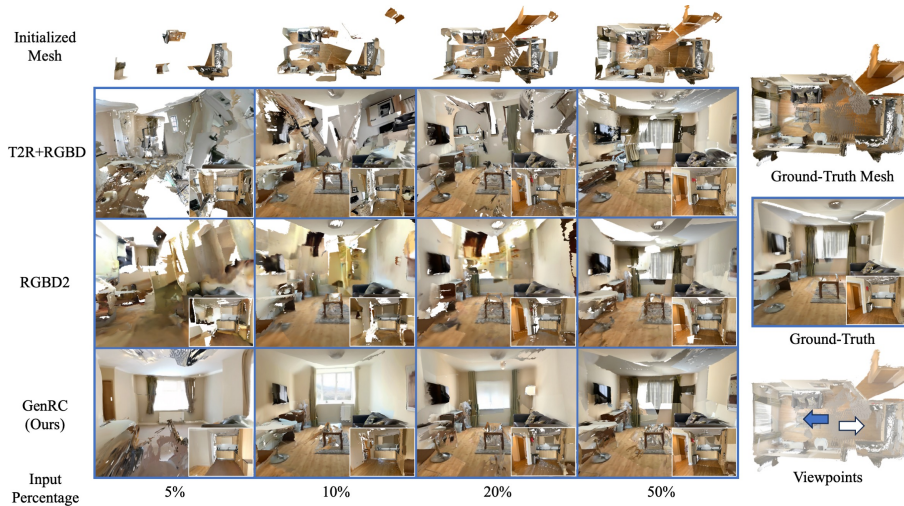 Initialized
Mesh
T2R+RGBD
RGBD2
GenRC
(Ours)
Input
Percentage
5%
10%
20%
50%
Ground-Truth Mesh
Ground-Truth
Viewpoints